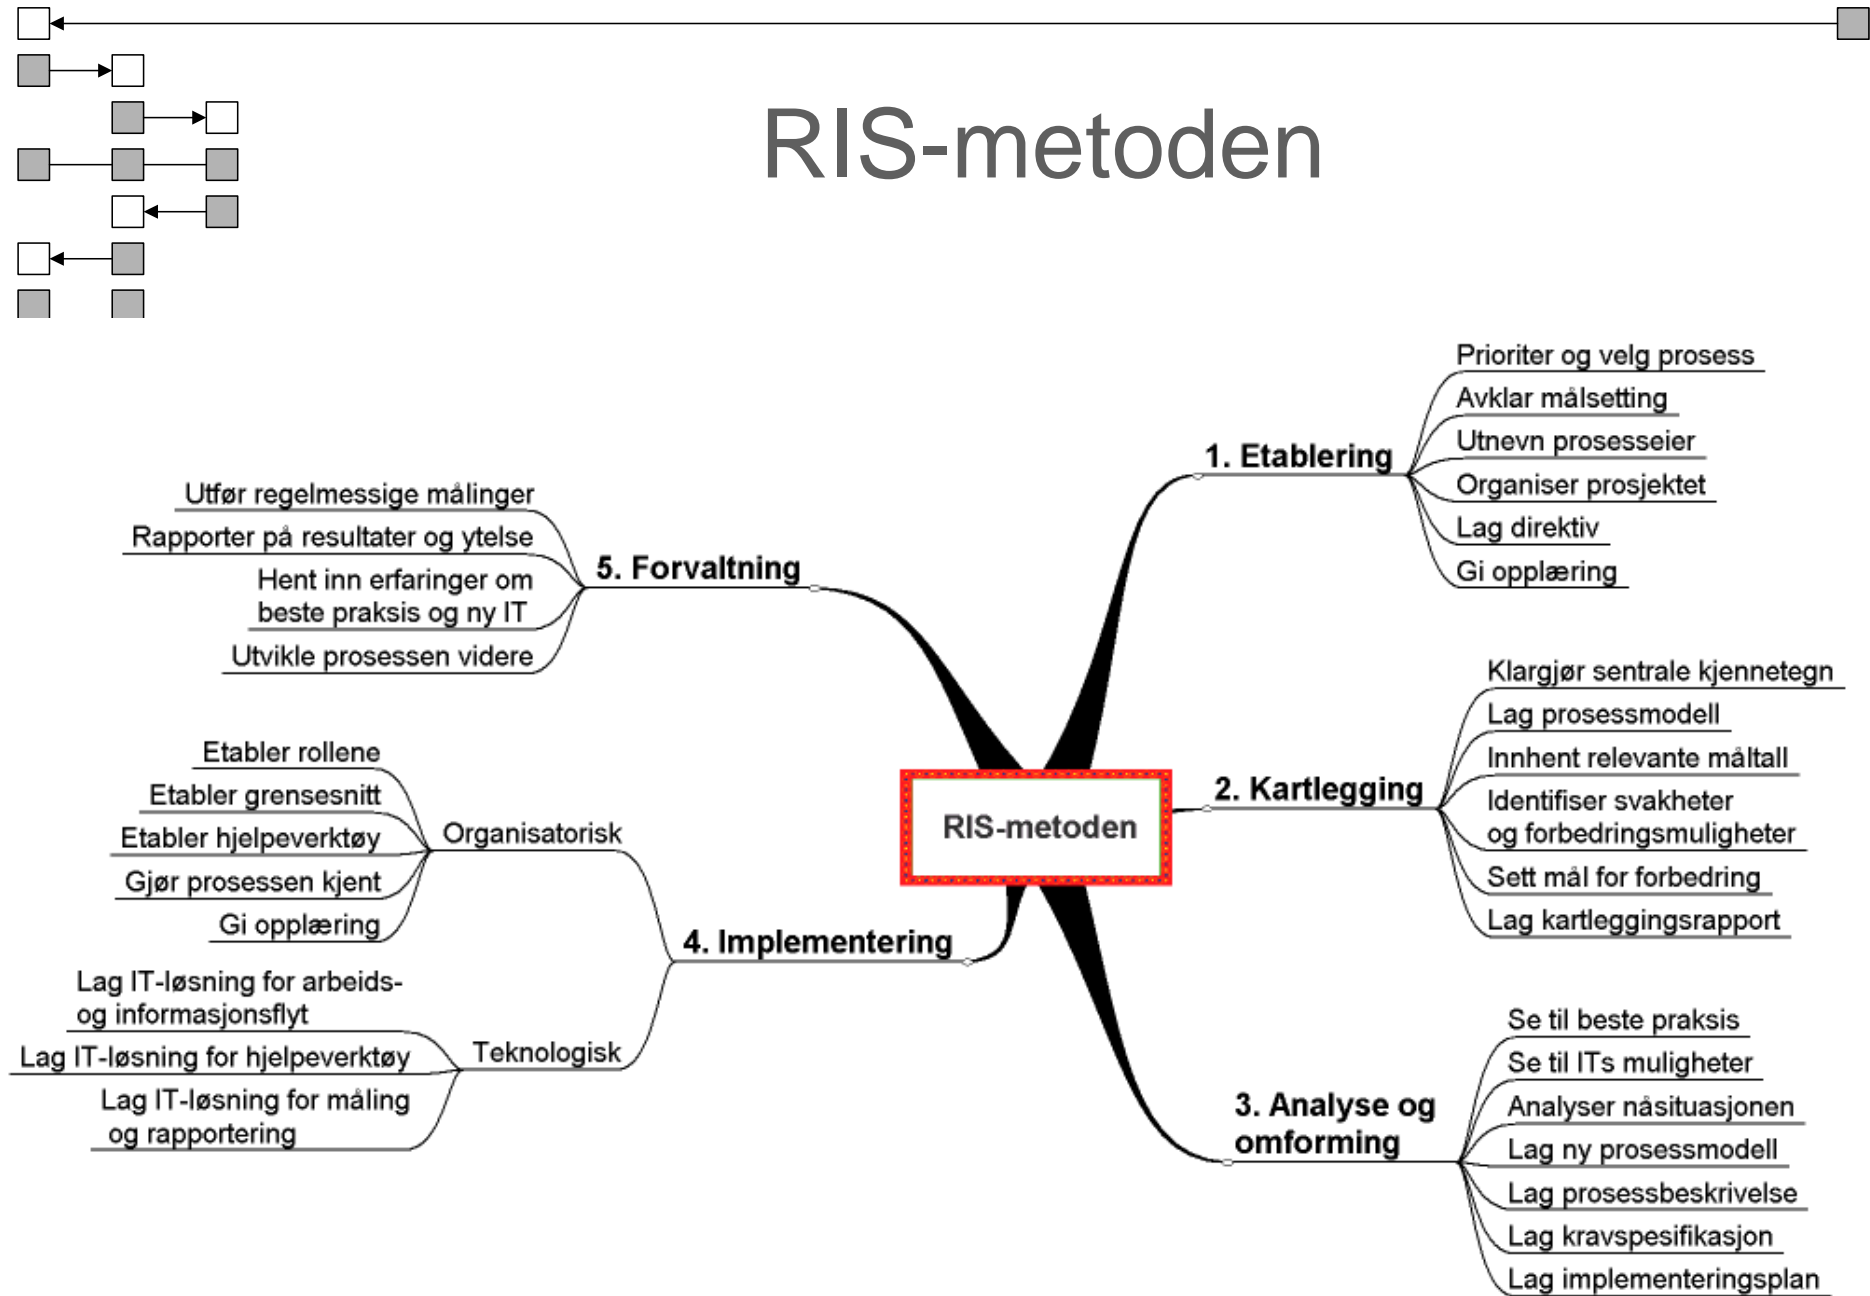 RIS-metoden
RIS-metoden
1. Etablering
Prioriter og velg prosess
Avklar målsetting
Utnevn prosesseier
Organiser prosjektet
Lag direktiv
Gi opplæring
2. Kartlegging
Klargjør sentrale kjennetegn
Lag prosessmodell
Innhent relevante måltall
Identifiser svakheter
og forbedringsmuligheter
Sett mål for forbedring
Lag kartleggingsrapport
3. Analyse og
omforming
Se til beste praksis
Se til ITs muligheter
Analyser nåsituasjonen
Lag ny prosessmodell
Lag prosessbeskrivelse
Lag kravspesifikasjon
Lag implementeringsplan
4. Implementering
Organisatorisk
Etabler rollene
Etabler grensesnitt
Etabler hjelpeverktøy
Gjør prosessen kjent
Gi opplæring
Teknologisk
Lag IT-løsning for arbeids-
og informasjonsflyt
Lag IT-løsning for hjelpeverktøy
Lag IT-løsning for måling
og rapportering
5. Forvaltning
Utfør regelmessige målinger
Rapporter på resultater og ytelse
Hent inn erfaringer om
beste praksis og ny IT
Utvikle prosessen videre